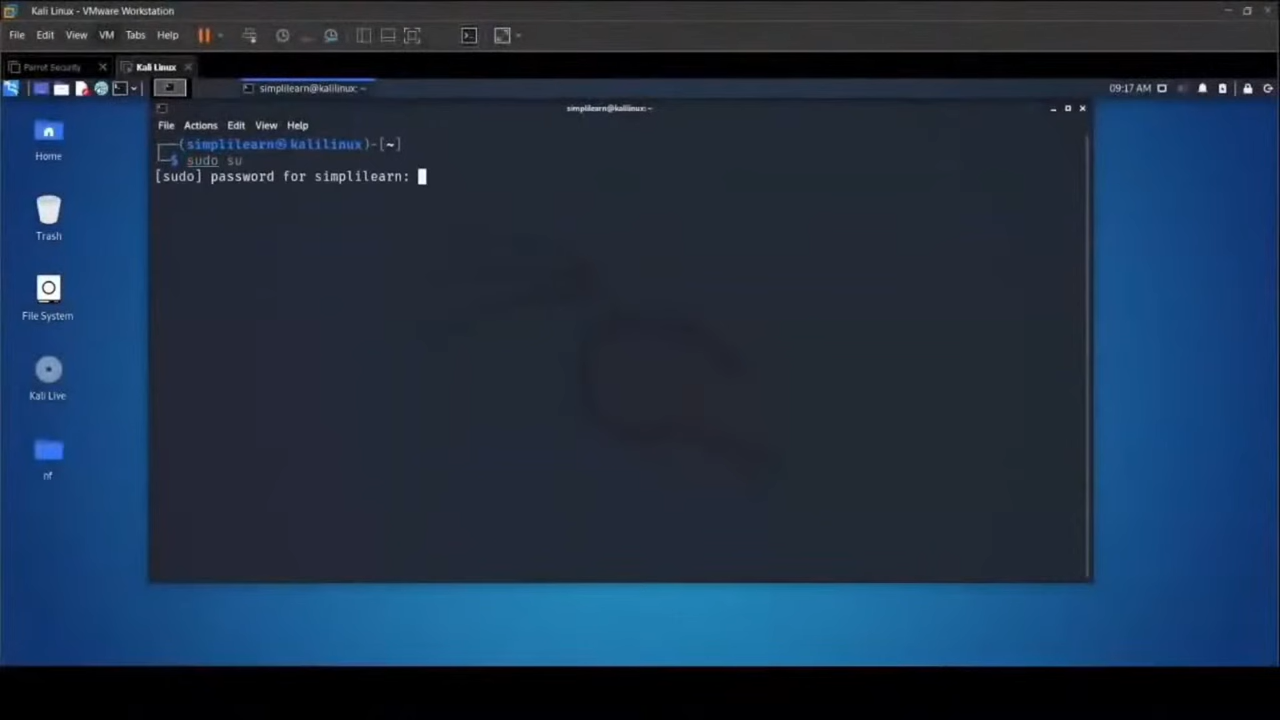 Kali Linux - VMware Workstation
File Edit View VM Tabs Help
Parrot Security Kali Linux
simplilearn@kalilinux: ~ 09:17 AM
simplilearn@kalilinux: ~
File Actions Edit View Help
(simplilearn㉿kalilinux)-[~]
$ sudo su
[sudo] password for simplilearn:
Home
Trash
File System
Kali Live
nf